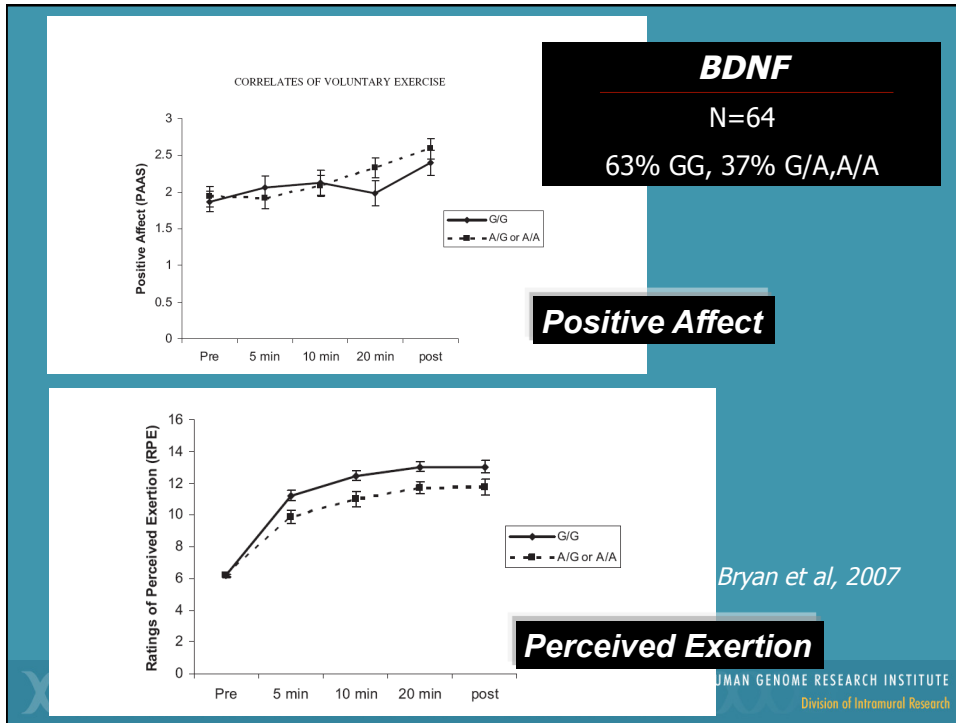 CORRELATES OF VOLUNTARY EXERCISE
Positive Affect (PAAS)
3
2.5
2
1.5
1
0.5
0
Pre 5 min 10 min 20 min post
G/G
A/G or A/A
BDNF
N=64
63% GG, 37% G/A,A/A
Positive Affect
Ratings of Perceived Exertion (RPE)
16
14
12
10
8
6
4
2
0
Pre 5 min 10 min 20 min post
G/G
A/G or A/A
Bryan et al, 2007
Perceived Exertion
UMAN GENOME RESEARCH INSTITUTE
Division of Intramural Research